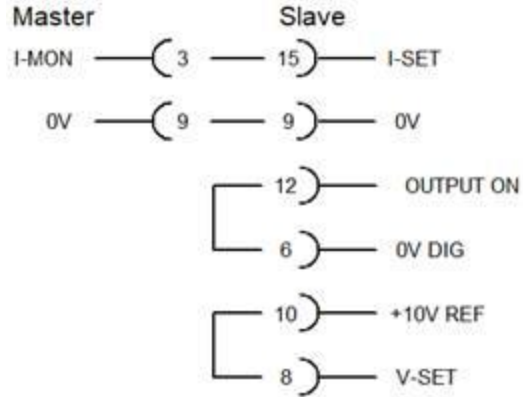 Master Slave
I-MON 3 15 I-SET
0V 9 9 0V
12 OUTPUT ON
6 0V DIG
10 +10V REF
8 V-SET